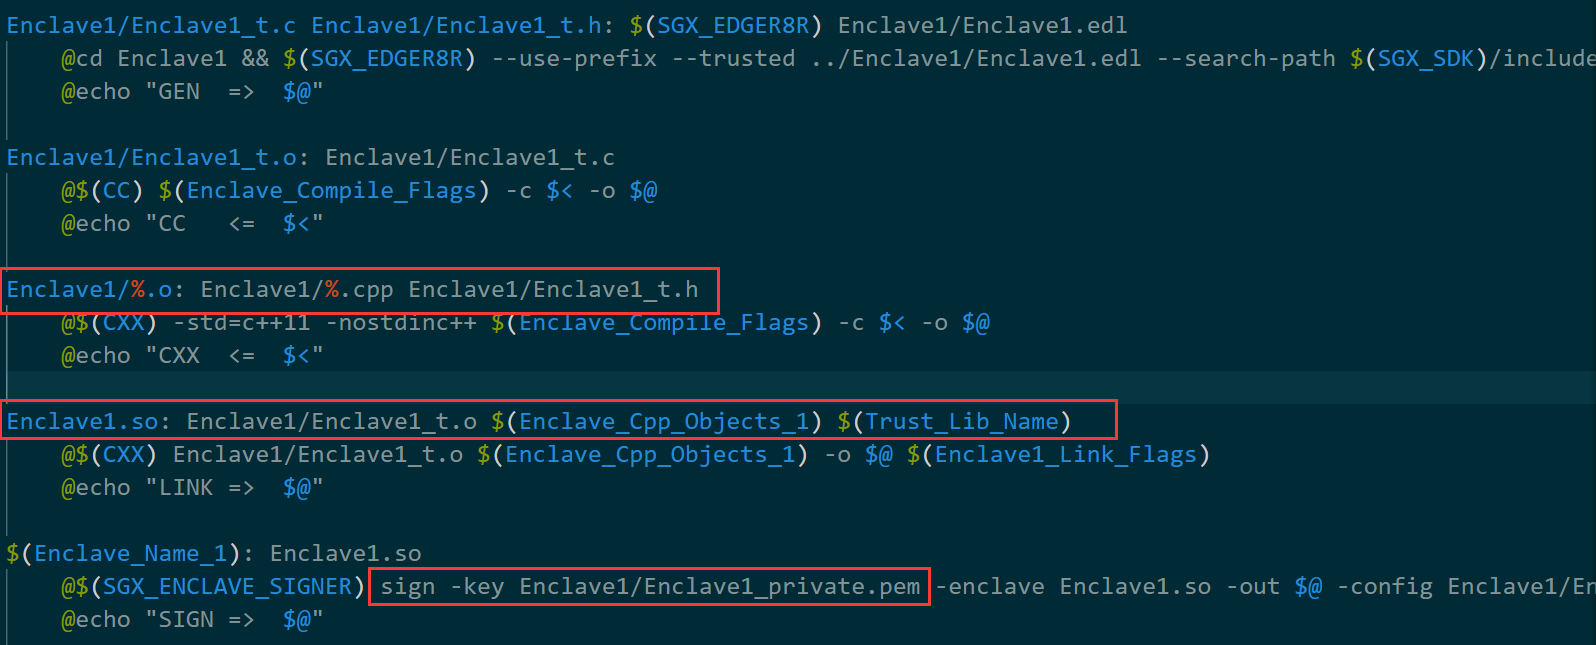 Enclave1/Enclave1_t.c Enclave1/Enclave1_t.h: $(SGX_EDGER8R) Enclave1/Enclave1.edl
@cd Enclave1 && $(SGX_EDGER8R) --use-prefix --trusted ../Enclave1/Enclave1.edl --search-path $(SGX_SDK)/include
@echo "GEN  =>  $@"
Enclave1/Enclave1_t.o: Enclave1/Enclave1_t.c
@$(CC) $(Enclave_Compile_Flags) -c $< -o $@
@echo "CC   <=  $<"
Enclave1/%.o: Enclave1/%.cpp Enclave1/Enclave1_t.h
@$(CXX) -std=c++11 -nostdinc++ $(Enclave_Compile_Flags) -c $< -o $@
@echo "CXX  <=  $<"
Enclave1.so: Enclave1/Enclave1_t.o $(Enclave_Cpp_Objects_1) $(Trust_Lib_Name)
@$(CXX) Enclave1/Enclave1_t.o $(Enclave_Cpp_Objects_1) -o $@ $(Enclave1_Link_Flags)
@echo "LINK =>  $@"
$(Enclave_Name_1): Enclave1.so
@$(SGX_ENCLAVE_SIGNER) sign -key Enclave1/Enclave1_private.pem -enclave Enclave1.so -out $@ -config Enclave1/En
@echo "SIGN =>  $@"